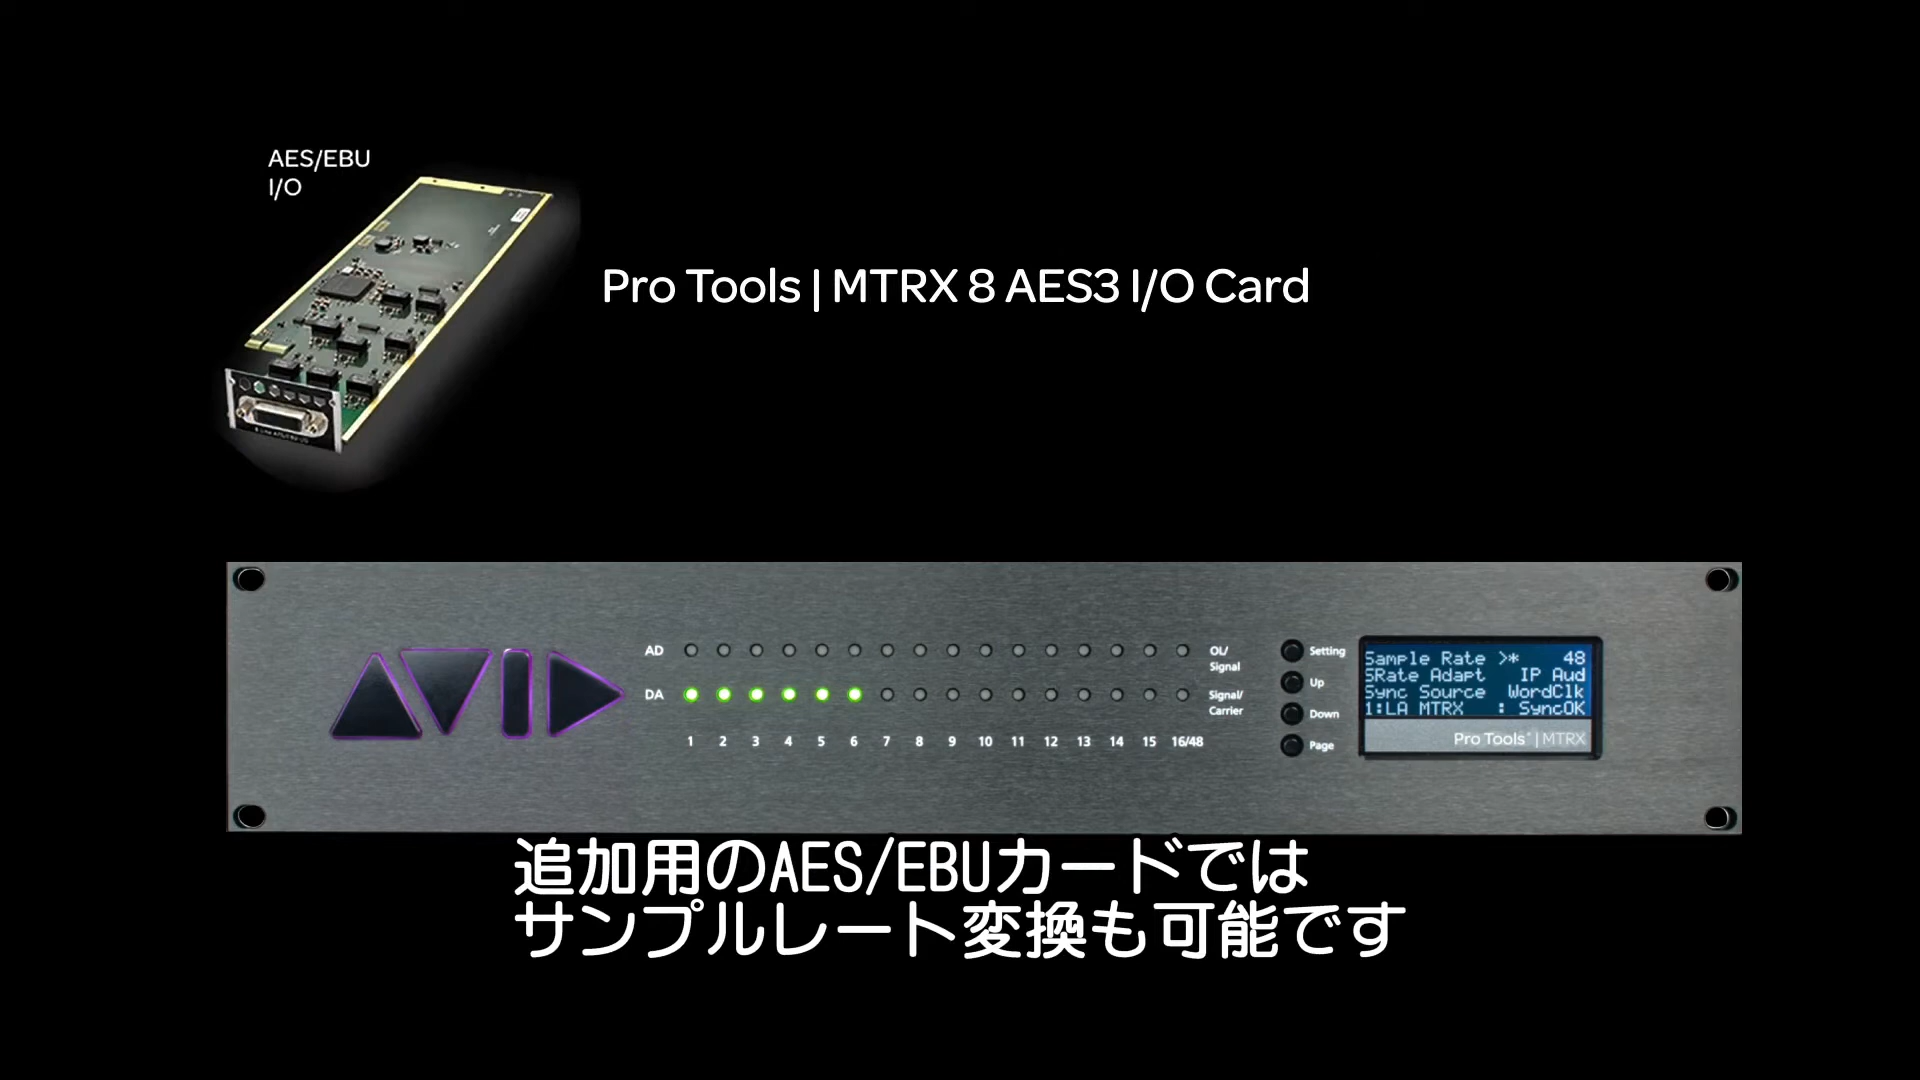 AES/EBU
I/O
Pro Tools | MTRX 8 AES3 I/O Card
AVID
AD
OL/
Signal
DA
Signal/
Carrier
1 2 3 4 5 6 7 8 9 10 11 12 13 14 15 16/48
Setting
Up
Down
Page
Sample Rate >* 48
SRate Adapt IP Aud
Sync Source WordClk
1:LA MTRX : SyncOK
Pro Tools® | MTRX
追加用のAES/EBUカードでは
サンプルレート変換も可能です